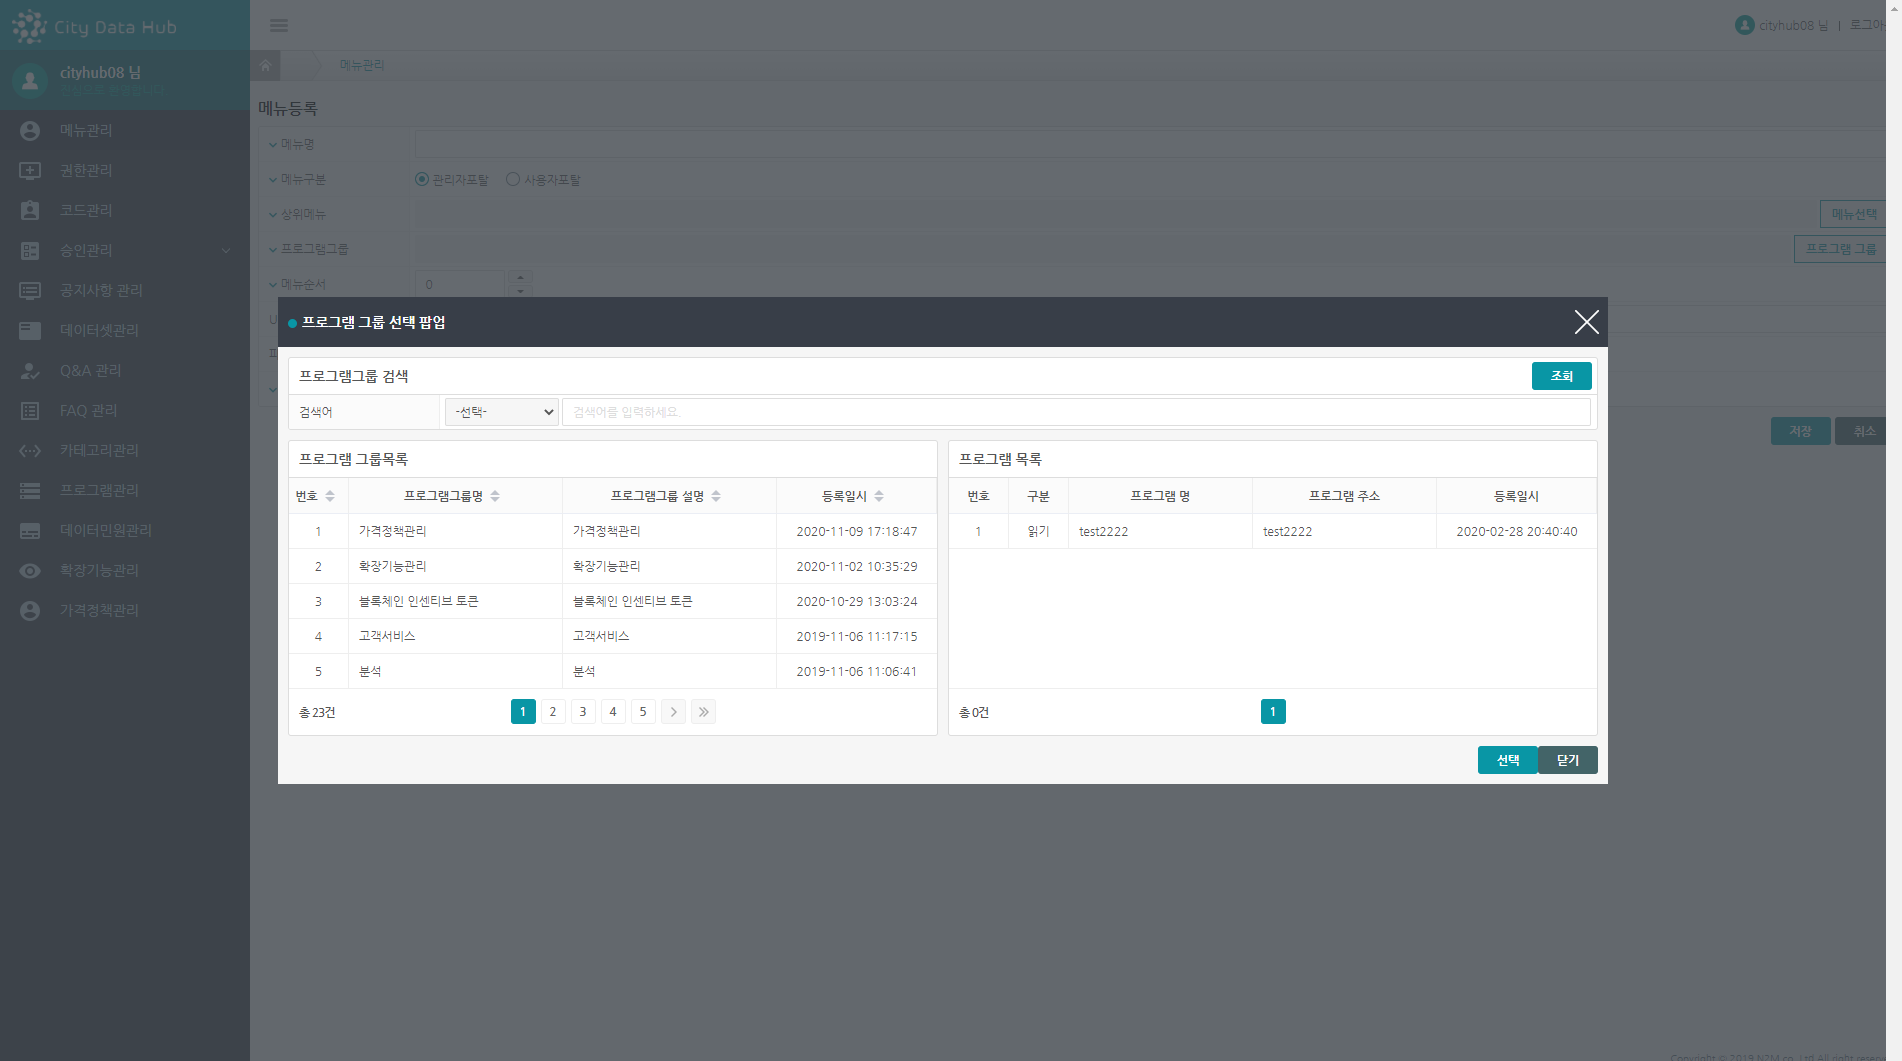 City Data Hub
cityhub08 님 | 로그아
cityhub08 님
메뉴관리
메뉴관리
권한관리
코드관리
승인관리
공지사항 관리
데이터셋관리
Q&A 관리
FAQ 관리
카테고리관리
프로그램관리
데이터민원관리
확장기능관리
가격정책관리
메뉴등록
메뉴명
메뉴구분 관리자포탈 사용자포탈
상위메뉴 메뉴선택
프로그램그룹 프로그램 그룹
메뉴순서 0
U
저장 취소
프로그램 그룹 선택 팝업
프로그램그룹 검색 조회
검색어 -선택- 검색어를 입력하세요.
프로그램 그룹목록
번호 프로그램그룹명 프로그램그룹 설명 등록일시
1 가격정책관리 가격정책관리 2020-11-09 17:18:47
2 확장기능관리 확장기능관리 2020-11-02 10:35:29
3 블록체인 인센티브 토큰 블록체인 인센티브 토큰 2020-10-29 13:03:24
4 고객서비스 고객서비스 2019-11-06 11:17:15
5 분석 분석 2019-11-06 11:06:41
총 23건 1 2 3 4 5
프로그램 목록
번호 구분 프로그램 명 프로그램 주소 등록일시
1 읽기 test2222 test2222 2020-02-28 20:40:40
총 0건 1
선택 닫기